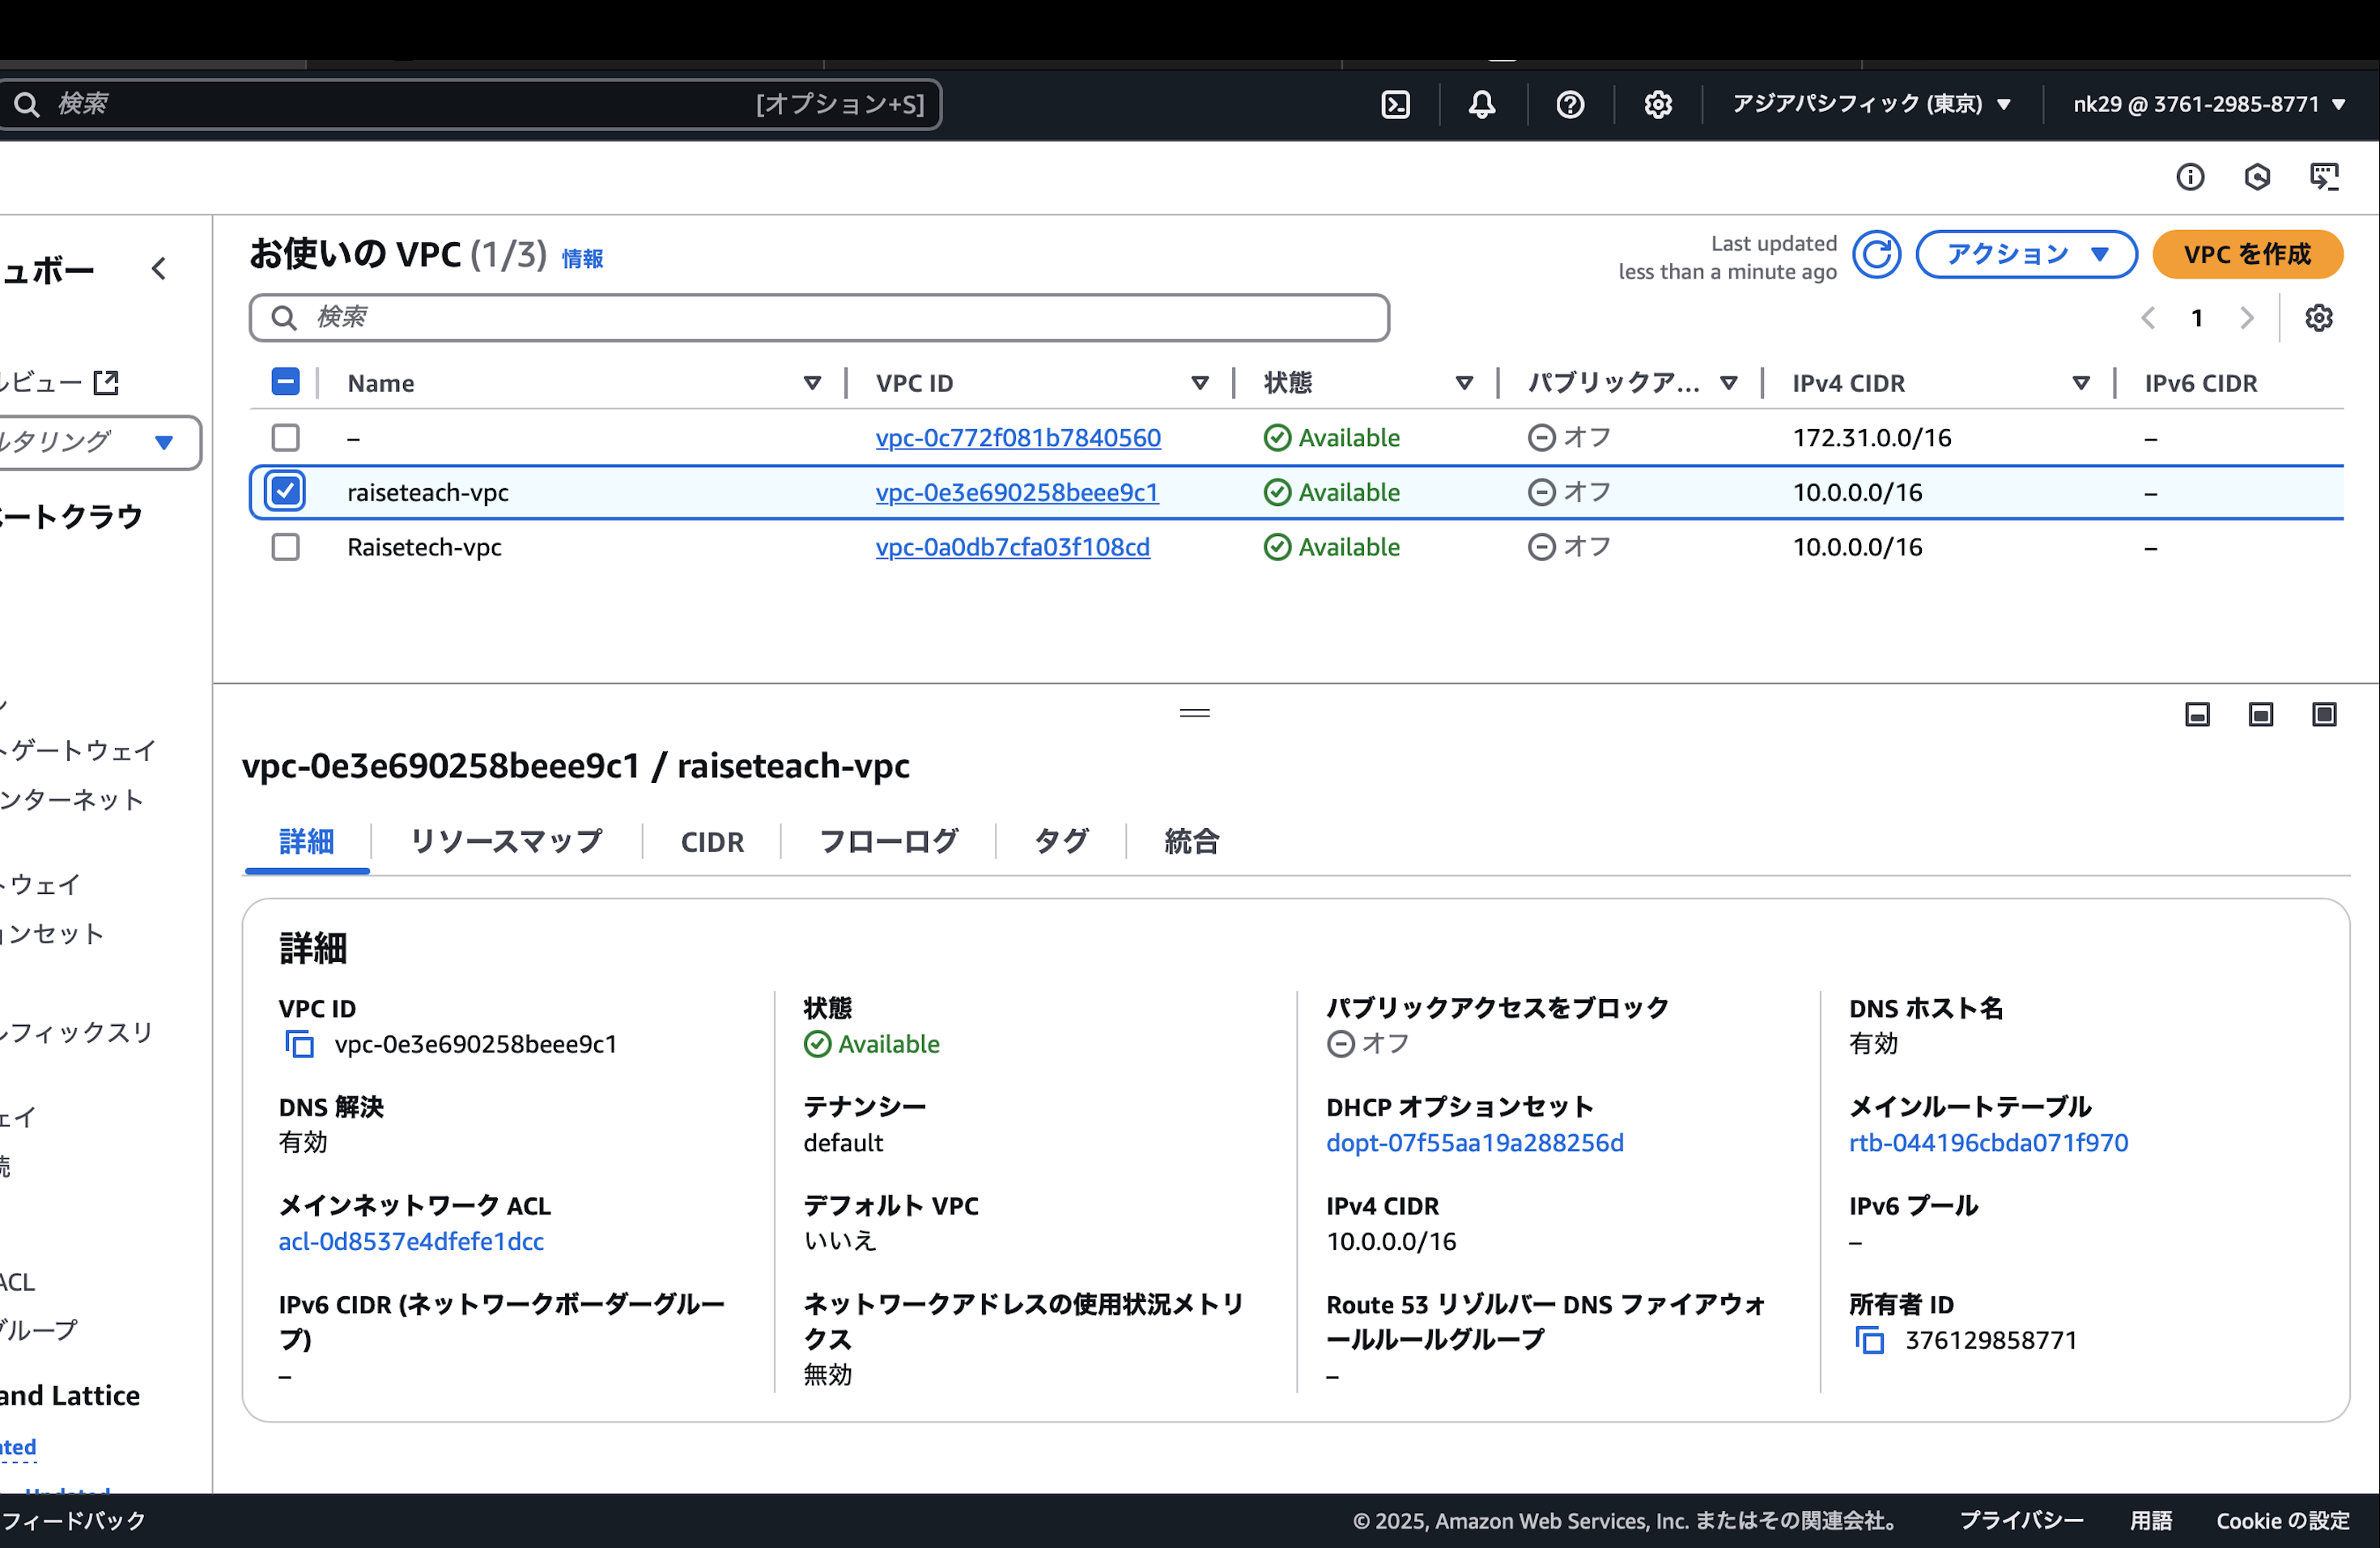 検索 [オプション+S] アジアパシフィック (東京) ▼ nk29 @ 3761-2985-8771 ▼
ュボー
ルビュー
ルタリング ▼
ートクラウ
トゲートウェイ
ンターネット
トウェイ
ョンセット
レフィックスリ
ェイ
続
ACL
グループ
and Lattice
ated
Updated
お使いの VPC (1/3) 情報
Last updated
less than a minute ago
アクション ▼
VPC を作成
検索
1
Name VPC ID 状態 パブリックア... IPv4 CIDR IPv6 CIDR
– vpc-0c772f081b7840560 Available オフ 172.31.0.0/16 –
raiseteach-vpc vpc-0e3e690258beee9c1 Available オフ 10.0.0.0/16 –
Raisetech-vpc vpc-0a0db7cfa03f108cd Available オフ 10.0.0.0/16 –
vpc-0e3e690258beee9c1 / raiseteach-vpc
詳細 リソースマップ CIDR フローログ タグ 統合
詳細
VPC ID
vpc-0e3e690258beee9c1
状態
Available
パブリックアクセスをブロック
オフ
DNS ホスト名
有効
DNS 解決
有効
テナンシー
default
DHCP オプションセット
dopt-07f55aa19a288256d
メインルートテーブル
rtb-044196cbda071f970
メインネットワーク ACL
acl-0d8537e4dfefe1dcc
デフォルト VPC
いいえ
IPv4 CIDR
10.0.0.0/16
IPv6 プール
–
IPv6 CIDR (ネットワークボーダーグルー
プ)
–
ネットワークアドレスの使用状況メトリ
クス
無効
Route 53 リゾルバー DNS ファイアウォ
ールルールグループ
–
所有者 ID
376129858771
フィードバック © 2025, Amazon Web Services, Inc. またはその関連会社。 プライバシー 用語 Cookie の設定